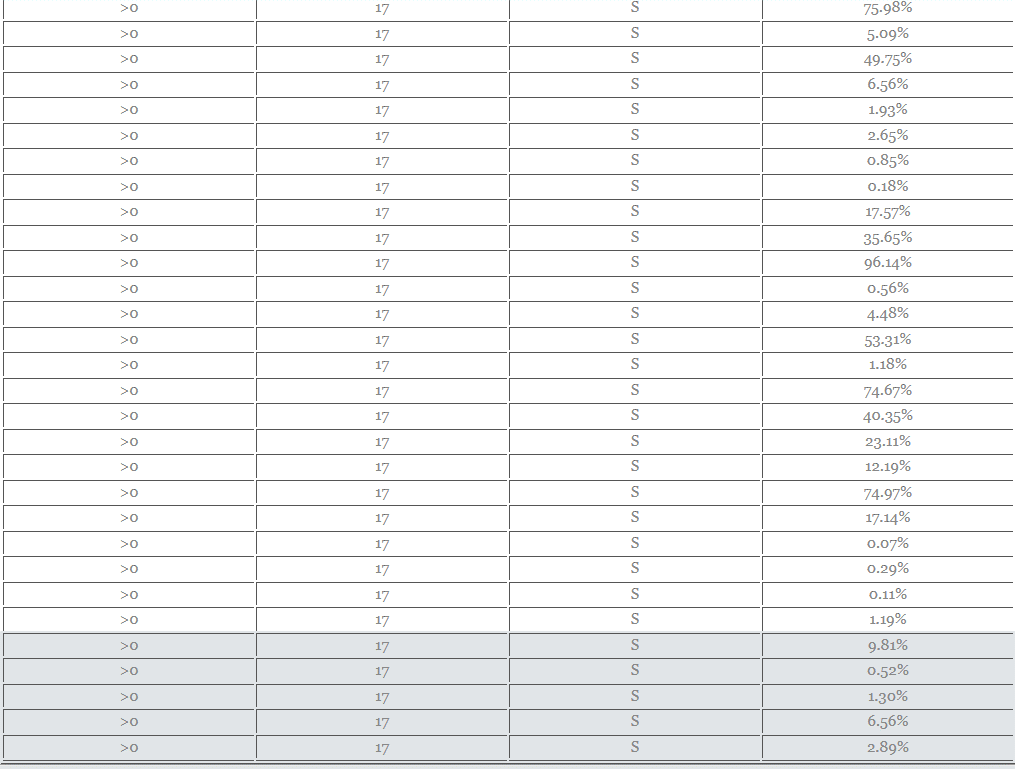 >0 17 S 75.98%
>0 17 S 5.09%
>0 17 S 49.75%
>0 17 S 6.56%
>0 17 S 1.93%
>0 17 S 2.65%
>0 17 S 0.85%
>0 17 S 0.18%
>0 17 S 17.57%
>0 17 S 35.65%
>0 17 S 96.14%
>0 17 S 0.56%
>0 17 S 4.48%
>0 17 S 53.31%
>0 17 S 1.18%
>0 17 S 74.67%
>0 17 S 40.35%
>0 17 S 23.11%
>0 17 S 12.19%
>0 17 S 74.97%
>0 17 S 17.14%
>0 17 S 0.07%
>0 17 S 0.29%
>0 17 S 0.11%
>0 17 S 1.19%
>0 17 S 9.81%
>0 17 S 0.52%
>0 17 S 1.30%
>0 17 S 6.56%
>0 17 S 2.89%